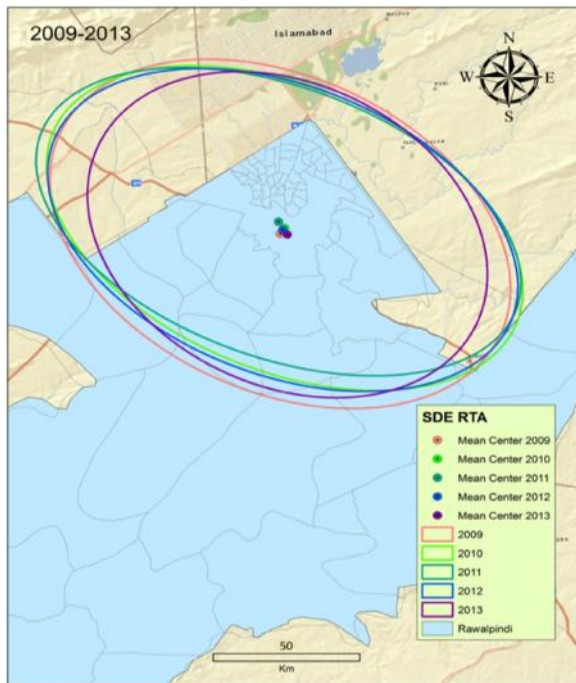 2009-2013
Islamabad
N
W
E
S
SDE RTA
Mean Center 2009
Mean Center 2010
Mean Center 2011
Mean Center 2012
Mean Center 2013
2009
2010
2011
2012
2013
Rawalpindi
50
Km